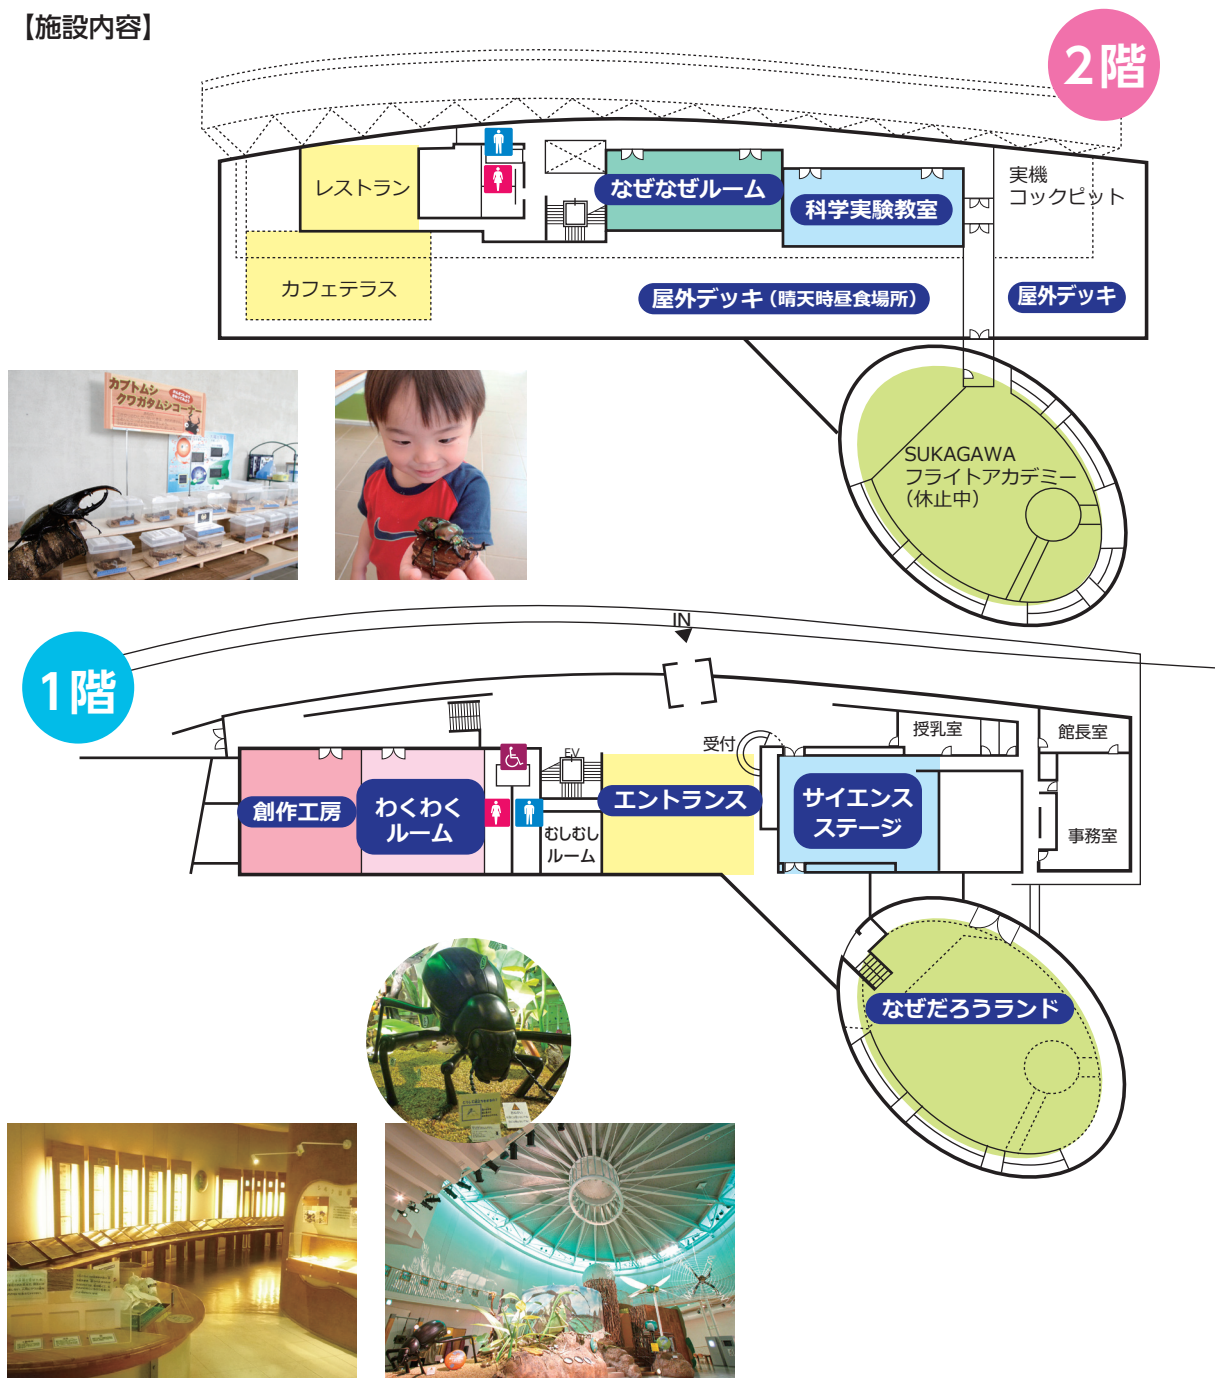 【施設内容】
2階
レストラン
なぜなぜルーム
科学実験教室
実機
コックピット
カフェテラス
屋外デッキ（晴天時昼食場所）
屋外デッキ
カブトムシ
クワガタムシコーナー
SUKAGAWA
フライトアカデミー
（休止中）
IN
1階
授乳室
館長室
受付
EV
創作工房
わくわく
ルーム
エントランス
サイエンス
ステージ
むしむし
ルーム
事務室
なぜだろうランド